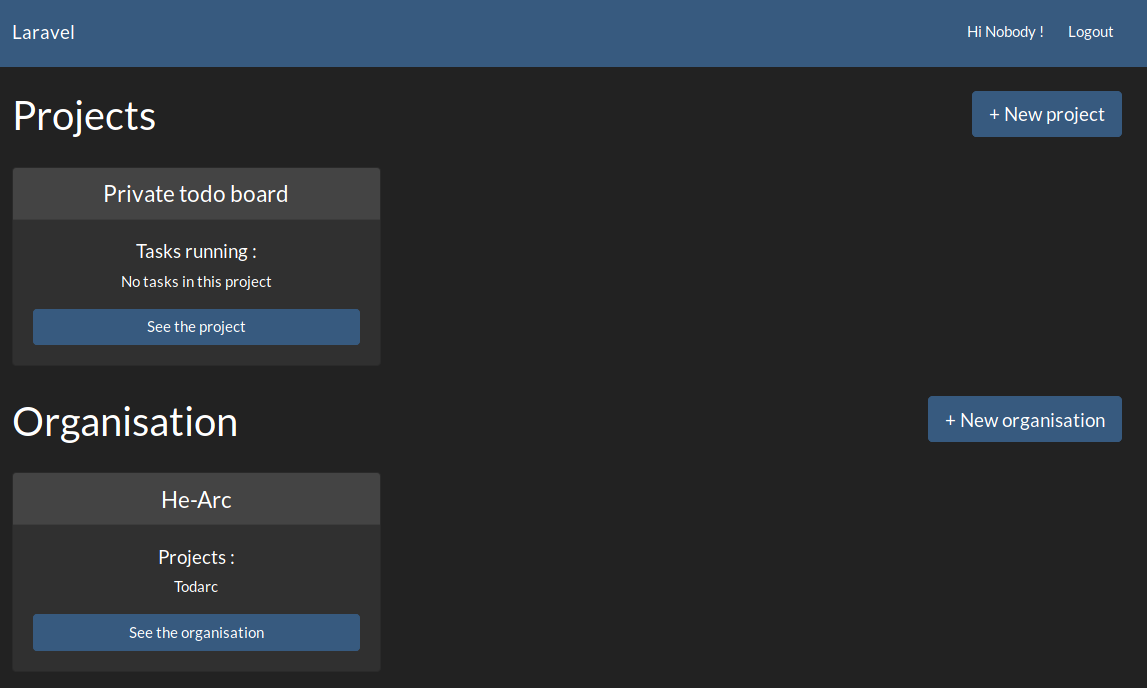 Laravel
Hi Nobody !
Logout
Projects
+ New project
Private todo board
Tasks running :
No tasks in this project
See the project
Organisation
+ New organisation
He-Arc
Projects :
Todarc
See the organisation